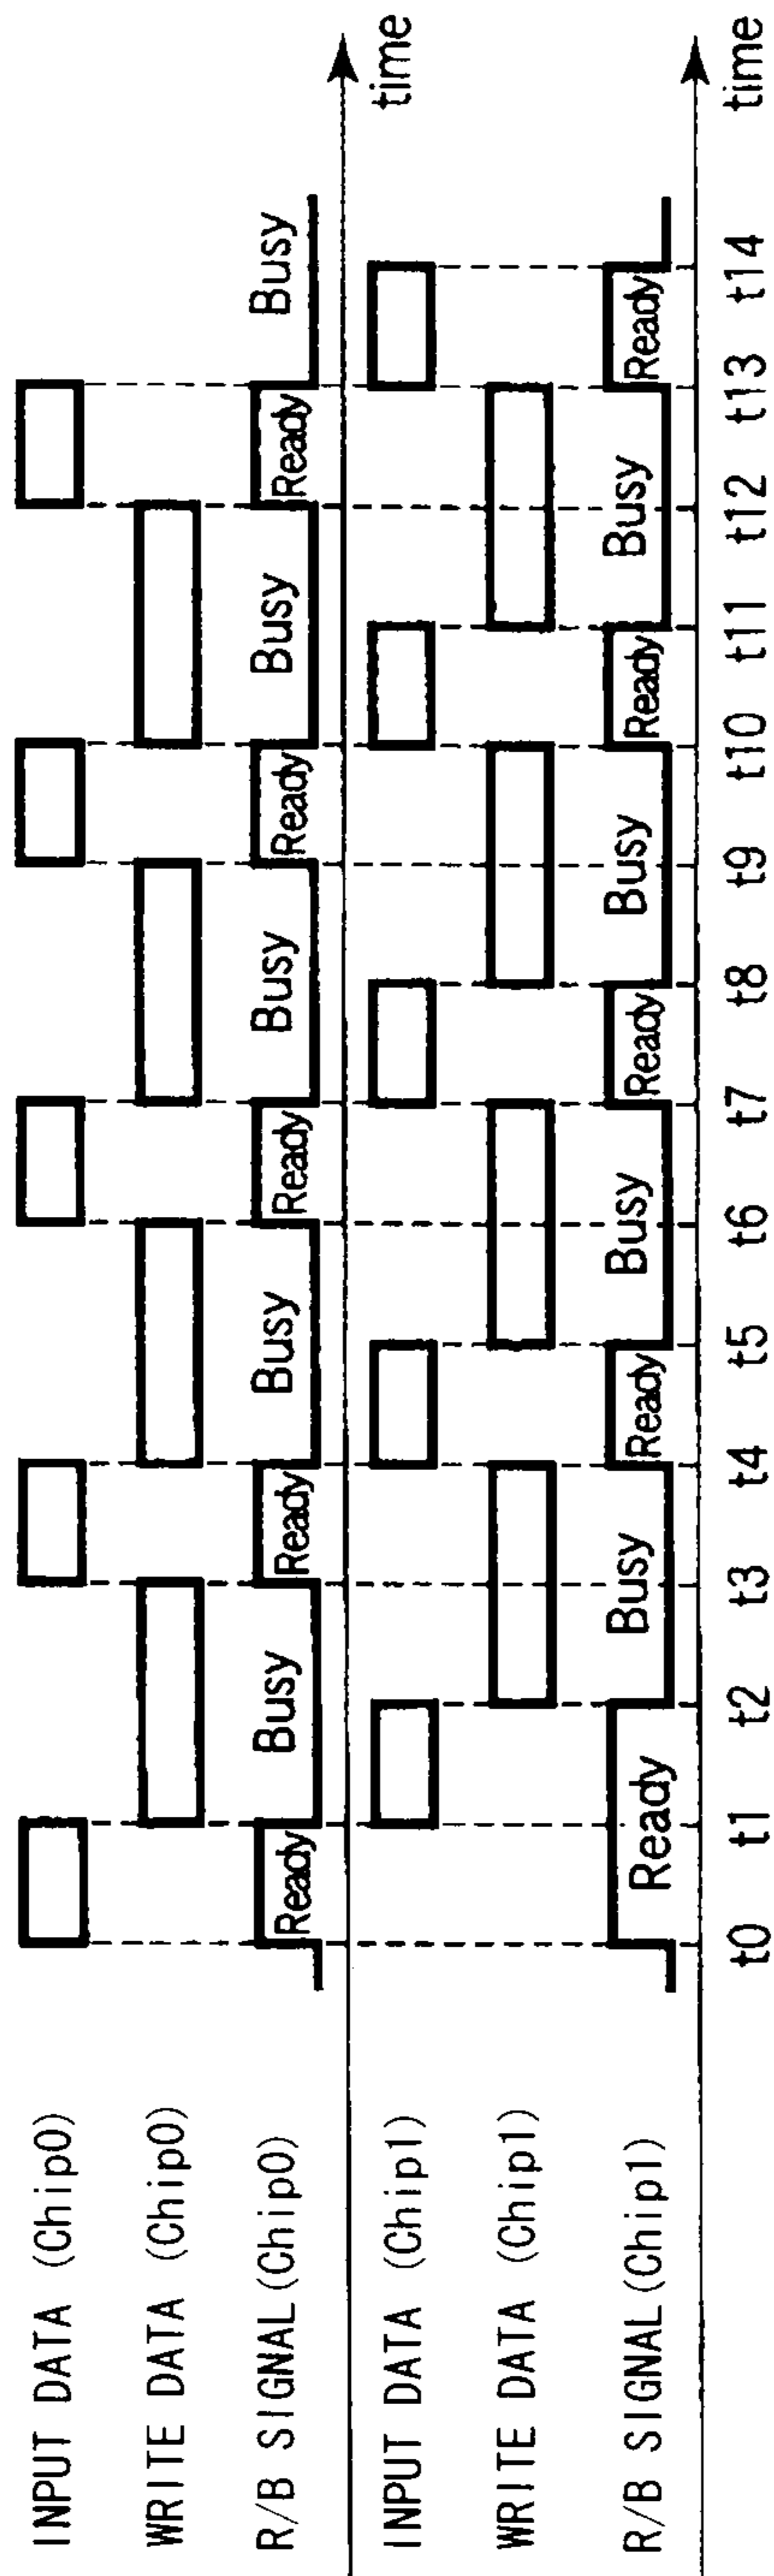 INPUT DATA (Chip0)
WRITE DATA (Chip0)
R/B SIGNAL(Chip0) Ready Busy Ready Busy Ready Busy Ready Busy Ready Busy
time
INPUT DATA (Chip1)
WRITE DATA (Chip1)
R/B SIGNAL(Chip1) Ready Busy Ready Busy Ready Busy Ready Busy Ready
t0 t1 t2 t3 t4 t5 t6 t7 t8 t9 t10 t11 t12 t13 t14 time